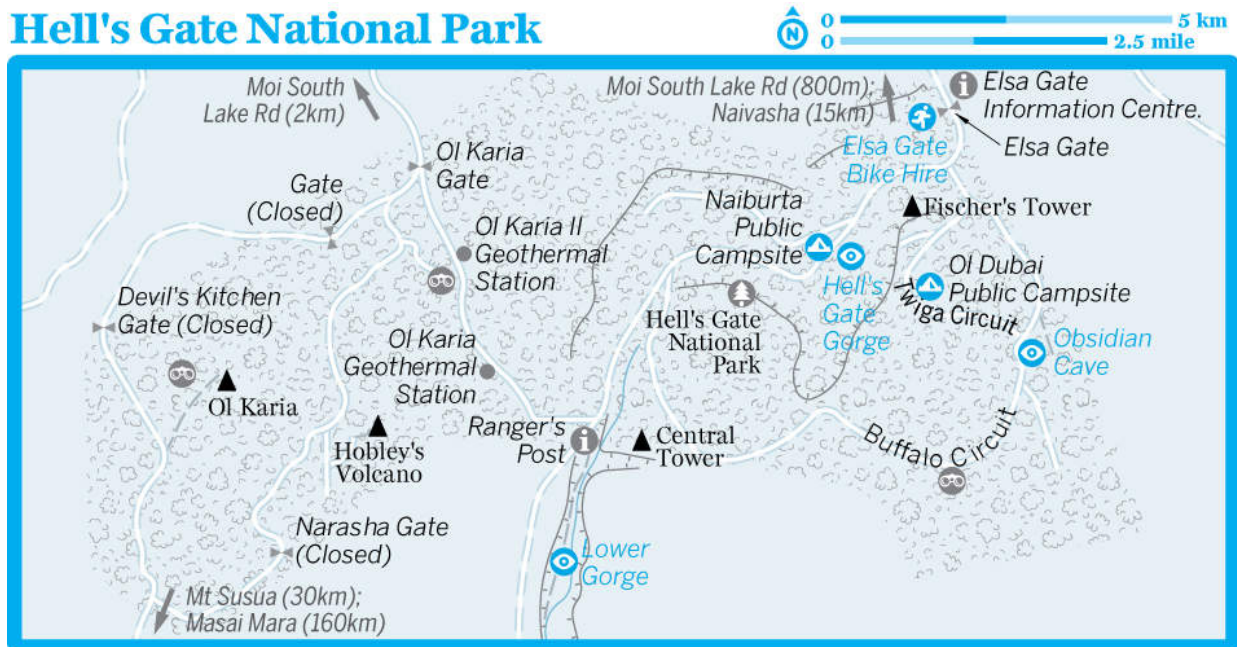 Hell's Gate National Park
N
0 5 km
0 2.5 mile
Moi South
Lake Rd (2km)
Moi South Lake Rd (800m);
Naivasha (15km)
Elsa Gate
Information Centre.
Elsa Gate
Elsa Gate
Bike Hire
Ol Karia
Gate
Gate
(Closed)
Naiburta
Public
Campsite
Fischer's Tower
Ol Karia II
Geothermal
Station
Devil's Kitchen
Gate (Closed)
Hell's
Gate
Gorge
Ol Dubai
Public Campsite
Twiga Circuit
Hell's Gate
National
Park
Obsidian
Cave
Ol Karia
Geothermal
Station
Ol Karia
Hobley's
Volcano
Ranger's
Post
Central
Tower
Buffalo Circuit
Narasha Gate
(Closed)
Lower
Gorge
Mt Susua (30km);
Masai Mara (160km)